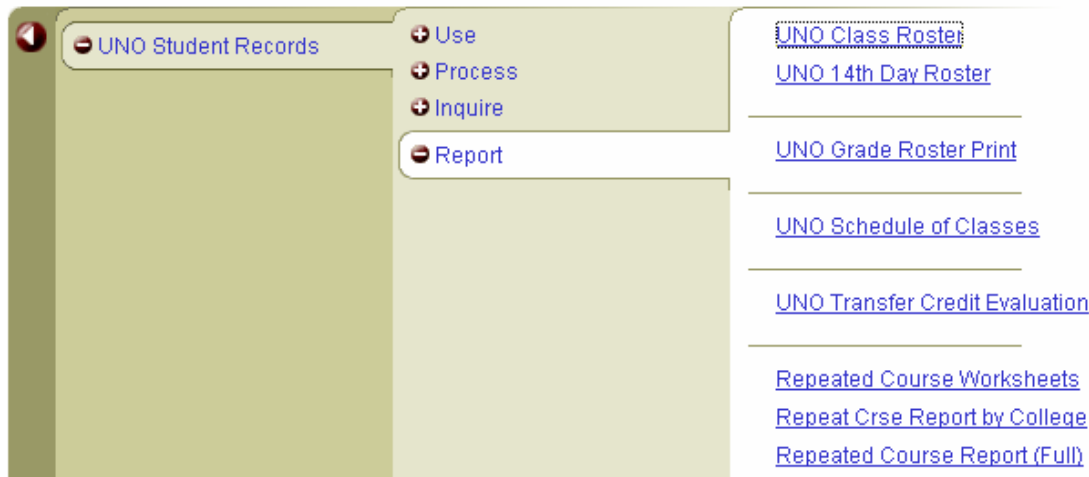 UNO Student Records
Use
Process
Inquire
Report
UNO Class Roster
UNO 14th Day Roster
UNO Grade Roster Print
UNO Schedule of Classes
UNO Transfer Credit Evaluation
Repeated Course Worksheets
Repeat Crse Report by College
Repeated Course Report (Full)